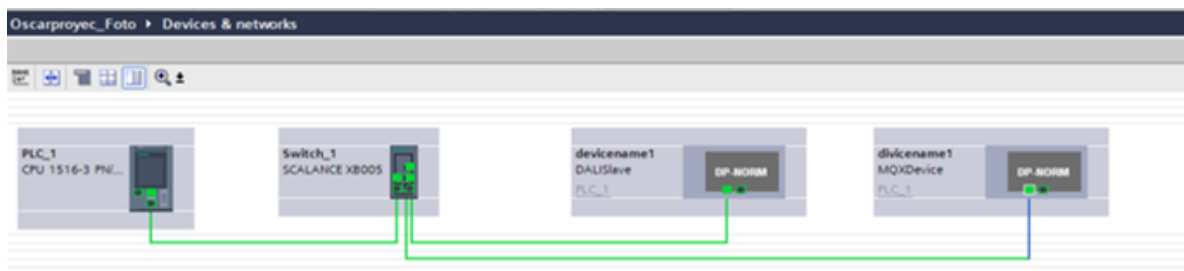 Oscarproyec_Foto ▸ Devices & networks
PLC_1
CPU 1516-3 PN/...
Switch_1
SCALANCE XB005
devicename1
DALISlave
PLC_1
DP-NORM
divicename1
MQXDevice
PLC_1
DP-NORM